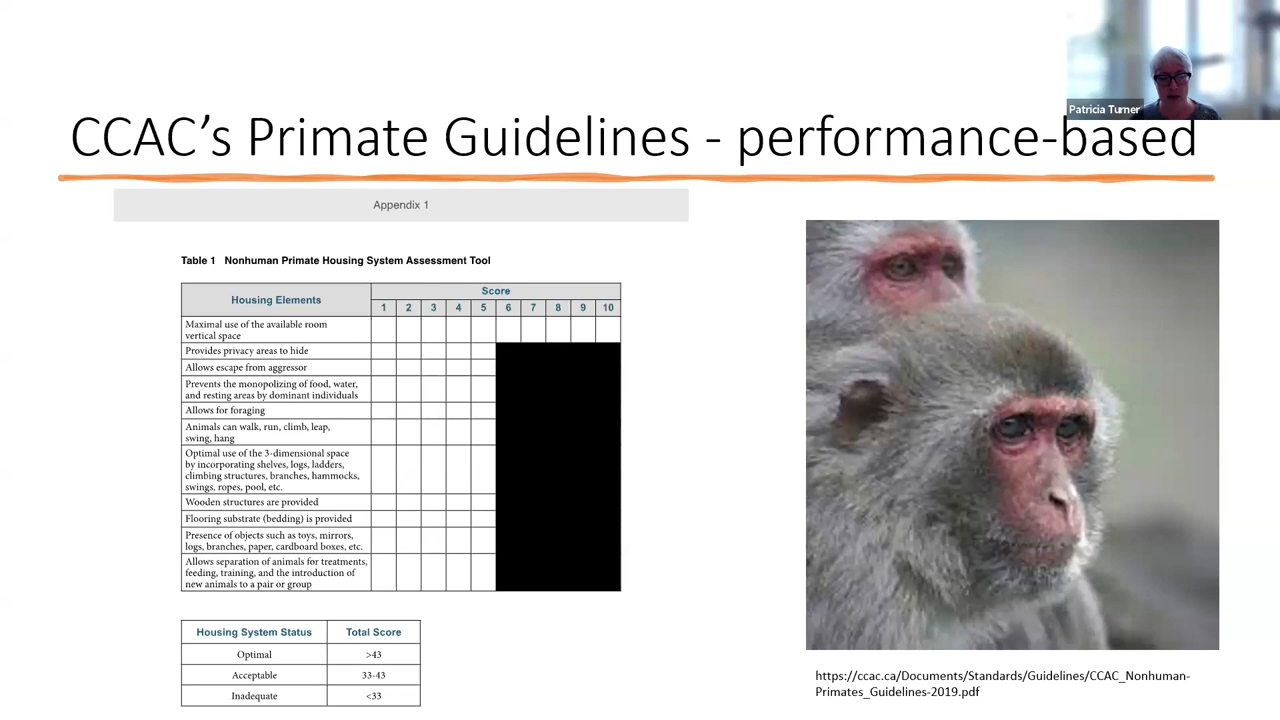 Patricia Turner
CCAC's Primate Guidelines - performance-based
Appendix 1
Table 1 Nonhuman Primate Housing System Assessment Tool
Housing Elements
Score
1 2 3 4 5 6 7 8 9 10
Maximal use of the available room
vertical space
Provides privacy areas to hide
Allows escape from aggressor
Prevents the monopolizing of food, water,
and resting areas by dominant individuals
Allows for foraging
Animals can walk, run, climb, leap,
swing, hang
Optimal use of the 3-dimensional space
by incorporating shelves, logs, ladders,
climbing structures, branches, hammocks,
swings, ropes, pool, etc.
Wooden structures are provided
Flooring substrate (bedding) is provided
Presence of objects such as toys, mirrors,
logs, branches, paper, cardboard boxes, etc.
Allows separation of animals for treatments,
feeding, training, and the introduction of
new animals to a pair or group
Housing System Status Total Score
Optimal >43
Acceptable 33-43
Inadequate <33
https://ccac.ca/Documents/Standards/Guidelines/CCAC_Nonhuman-
Primates_Guidelines-2019.pdf